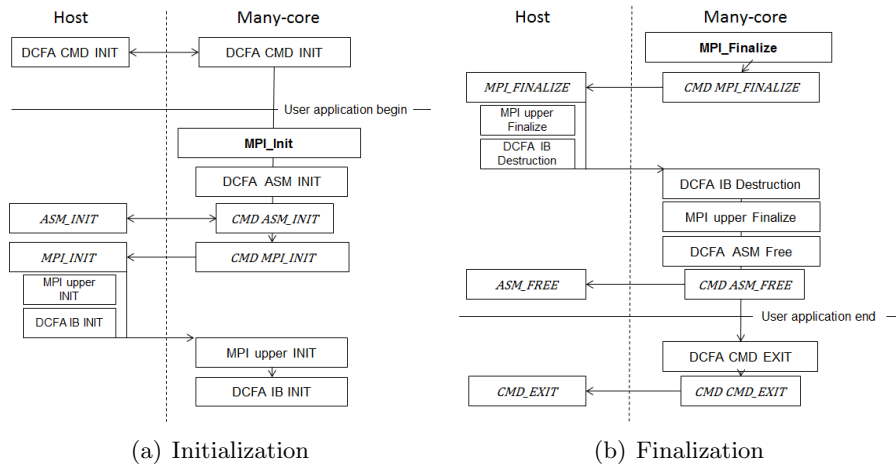 Host
Many-core
DCFA CMD INIT
DCFA CMD INIT
User application begin
MPI_Init
DCFA ASM INIT
ASM_INIT
CMD ASM_INIT
MPI_INIT
CMD MPI_INIT
MPI upper
INIT
DCFA IB INIT
MPI upper INIT
DCFA IB INIT
(a) Initialization
Host
Many-core
MPI_Finalize
MPI_FINALIZE
CMD MPI_FINALIZE
MPI upper
Finalize
DCFA IB
Destruction
DCFA IB Destruction
MPI upper Finalize
DCFA ASM Free
ASM_FREE
CMD ASM_FREE
User application end
DCFA CMD EXIT
CMD_EXIT
CMD CMD_EXIT
(b) Finalization